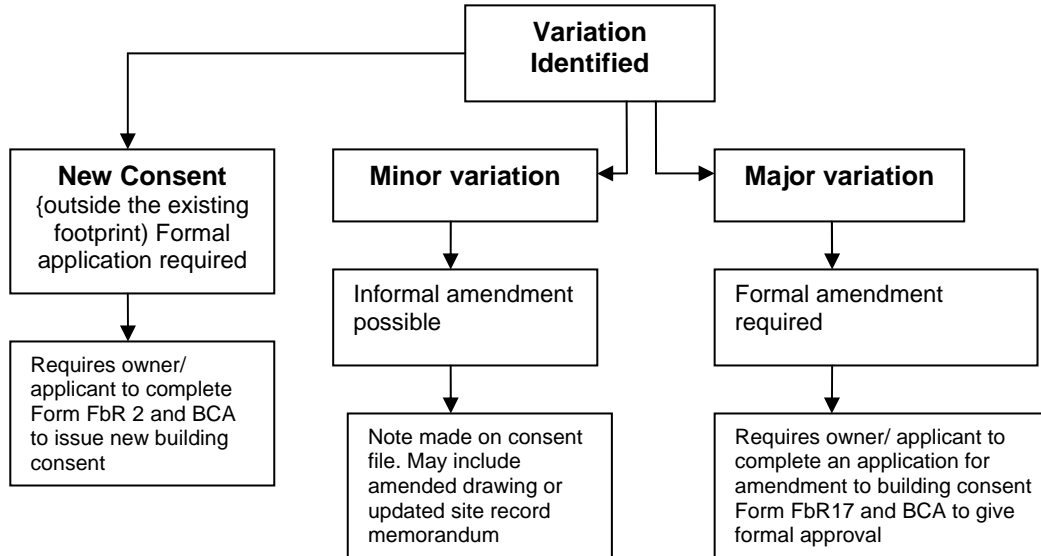 Variation
Identified
New Consent
{outside the existing
footprint) Formal
application required
Minor variation
Major variation
Informal amendment
possible
Formal amendment
required
Requires owner/
applicant to complete
Form FbR 2 and BCA
to issue new building
consent
Note made on consent
file. May include
amended drawing or
updated site record
memorandum
Requires owner/ applicant to
complete an application for
amendment to building consent
Form FbR17 and BCA to give
formal approval